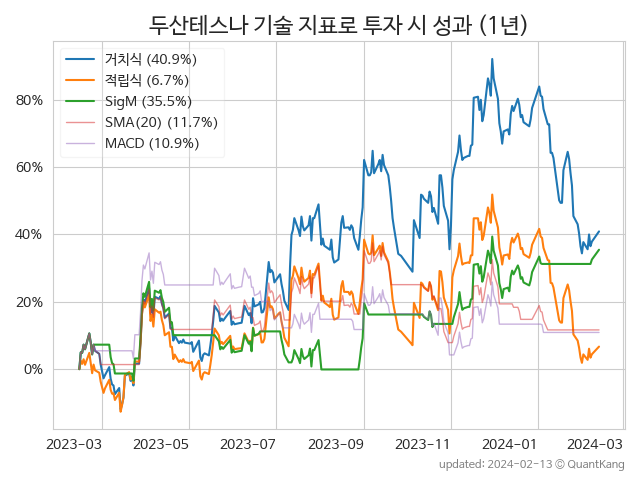 두산테스나 기술 지표로 투자 시 성과 (1년)
거치식 (40.9%)
적립식 (6.7%)
SigM (35.5%)
SMA(20) (11.7%)
MACD (10.9%)
80%
60%
40%
20%
0%
2023-03 2023-05 2023-07 2023-09 2023-11 2024-01 2024-03
updated: 2024-02-13 © QuantKang